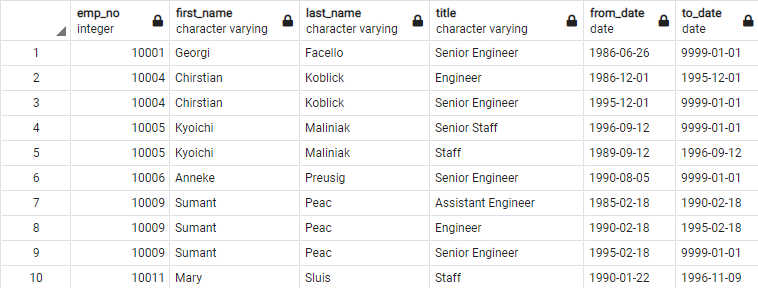 emp_no first_name last_name title from_date to_date
integer character varying character varying character varying date date
1 10001 Georgi Facello Senior Engineer 1986-06-26 9999-01-01
2 10004 Chirstian Koblick Engineer 1986-12-01 1995-12-01
3 10004 Chirstian Koblick Senior Engineer 1995-12-01 9999-01-01
4 10005 Kyoichi Maliniak Senior Staff 1996-09-12 9999-01-01
5 10005 Kyoichi Maliniak Staff 1989-09-12 1996-09-12
6 10006 Anneke Preusig Senior Engineer 1990-08-05 9999-01-01
7 10009 Sumant Peac Assistant Engineer 1985-02-18 1990-02-18
8 10009 Sumant Peac Engineer 1990-02-18 1995-02-18
9 10009 Sumant Peac Senior Engineer 1995-02-18 9999-01-01
10 10011 Mary Sluis Staff 1990-01-22 1996-11-09